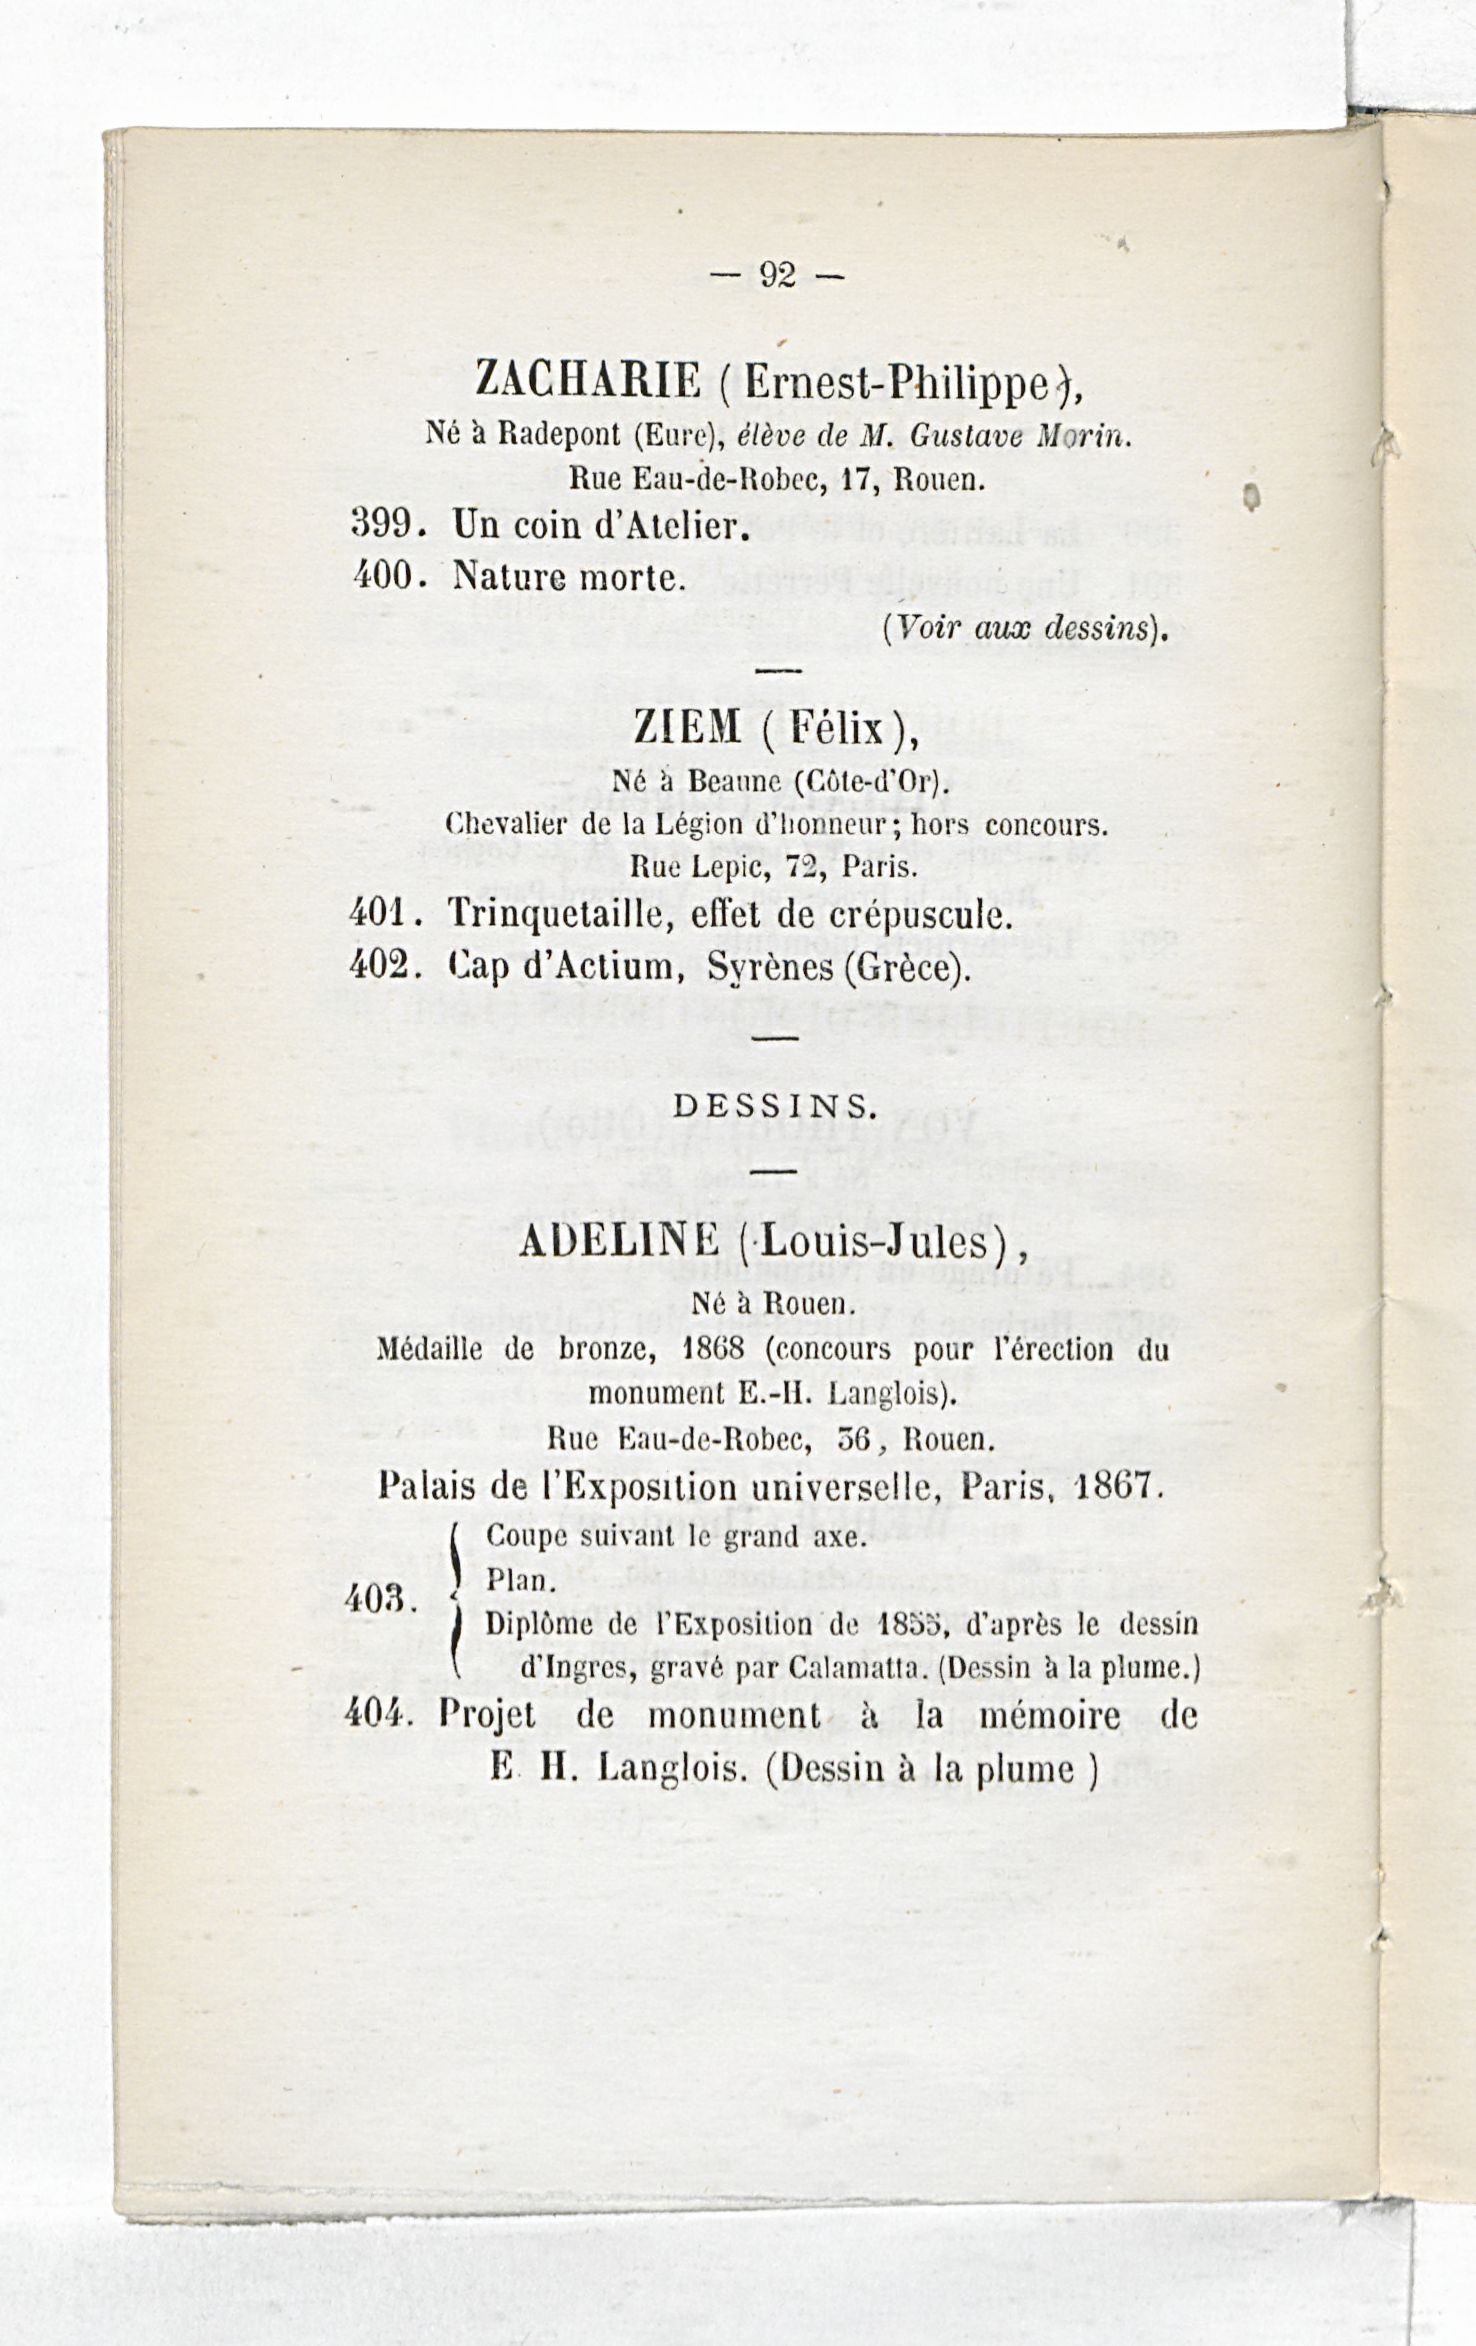 — 92 —
ZACHARIE (Ernest-Philippe),
Né à Radepont (Eure), élève de M. Gustave Morin.
Rue Eau-de-Robec, 17, Rouen.
399. Un coin d'Atelier.
400. Nature morte.
(Voir aux dessins).
ZIEM (Félix),
Né à Beaune (Côte-d'Or).
Chevalier de la Légion d'honneur; hors concours.
Rue Lepic, 72, Paris.
401. Trinquetaille, effet de crépuscule.
402. Cap d'Actium, Syrènes (Grèce).
DESSINS.
ADELINE (Louis-Jules),
Né à Rouen.
Médaille de bronze, 1868 (concours pour l'érection du
monument E.-H. Langlois).
Rue Eau-de-Robec, 36, Rouen.
Palais de l'Exposition universelle, Paris, 1867.
Coupe suivant le grand axe.
Plan.
403.
Diplôme de l'Exposition de 1855, d'après le dessin
d'Ingres, gravé par Calamatta. (Dessin à la plume.)
404. Projet de monument à la mémoire de
E. H. Langlois. (Dessin à la plume )